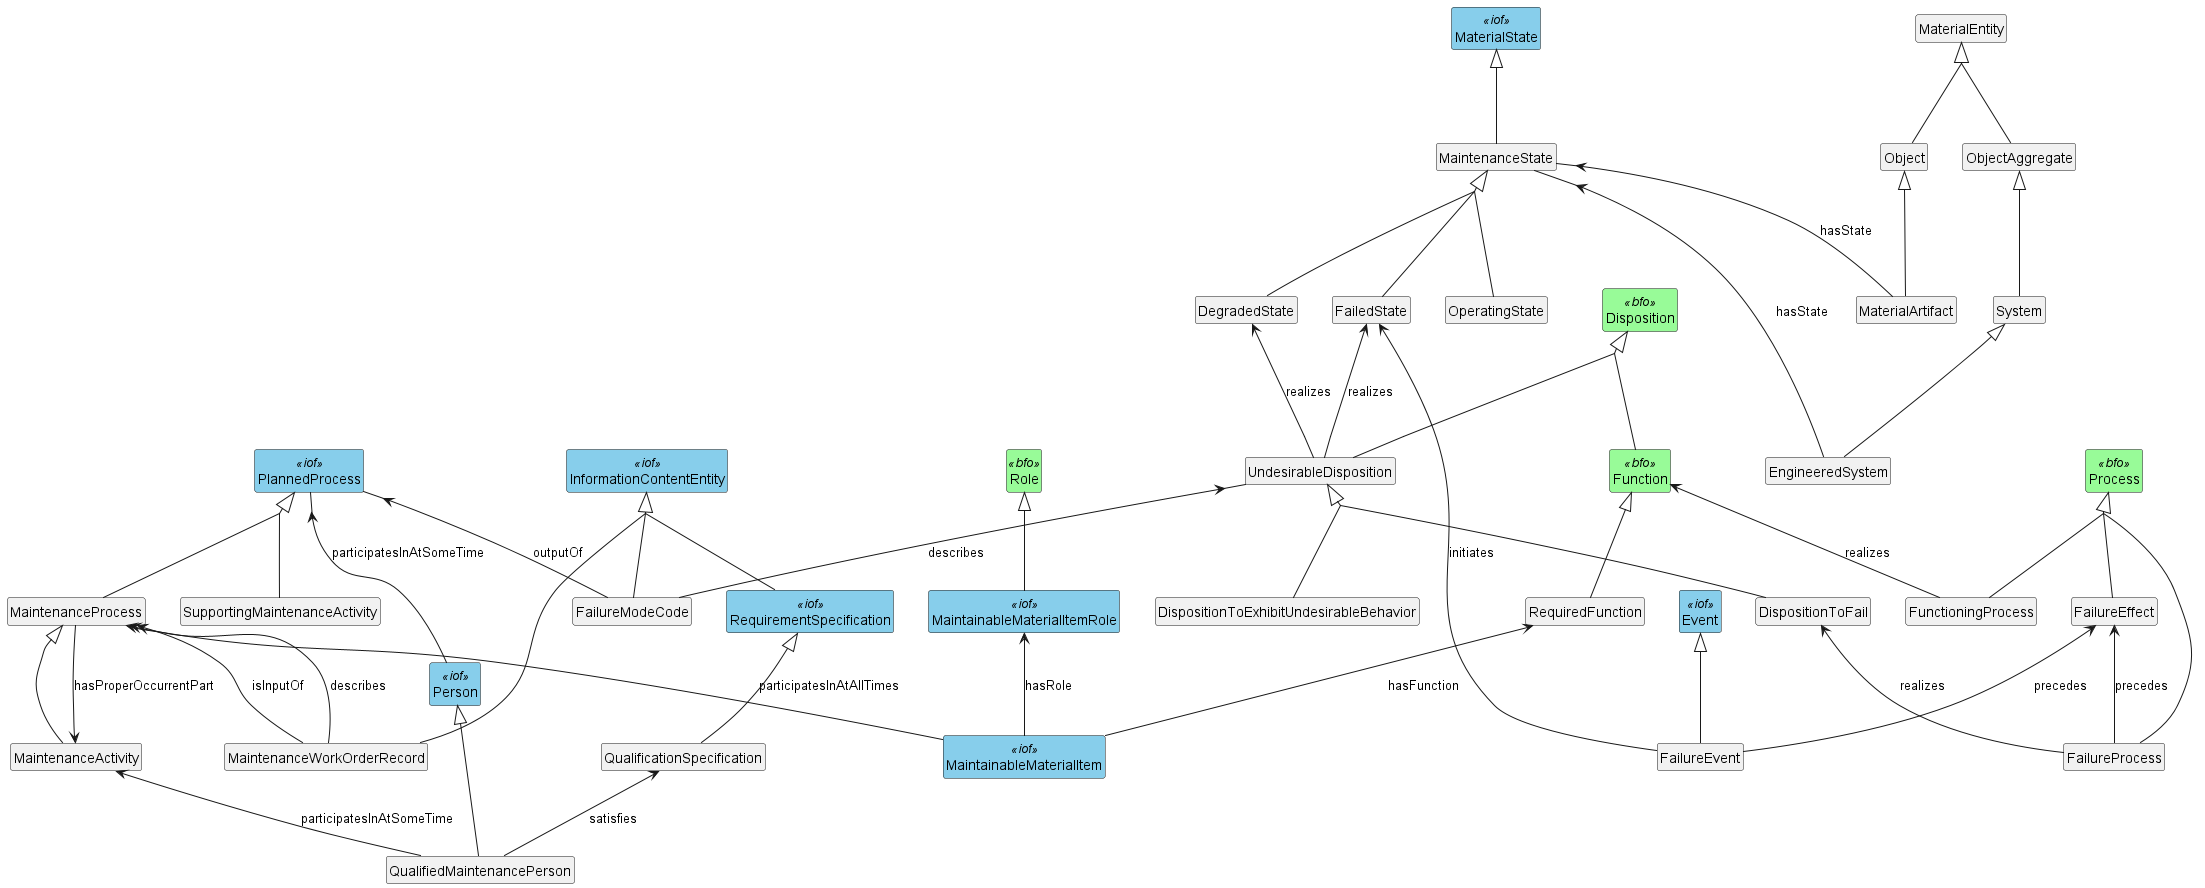 «iof»
MaterialState
MaterialEntity
MaintenanceState
Object
ObjectAggregate
hasState
DegradedState
FailedState
OperatingState
«bfo»
Disposition
hasState
MaterialArtifact
System
realizes
realizes
«iof»
PlannedProcess
«iof»
InformationContentEntity
«bfo»
Role
UndesirableDisposition
«bfo»
Function
EngineeredSystem
«bfo»
Process
participatesInAtSomeTime
outputOf
describes
initiates
realizes
MaintenanceProcess
SupportingMaintenanceActivity
FailureModeCode
«iof»
RequirementSpecification
«iof»
MaintainableMaterialItemRole
DispositionToExhibitUndesirableBehavior
RequiredFunction
«iof»
Event
DispositionToFail
FunctioningProcess
FailureEffect
hasProperOccurrentPart
isInputOf
describes
«iof»
Person
participatesInAtAllTimes
hasRole
hasFunction
realizes
precedes
precedes
MaintenanceActivity
MaintenanceWorkOrderRecord
QualificationSpecification
«iof»
MaintainableMaterialItem
FailureEvent
FailureProcess
participatesInAtSomeTime
satisfies
QualifiedMaintenancePerson